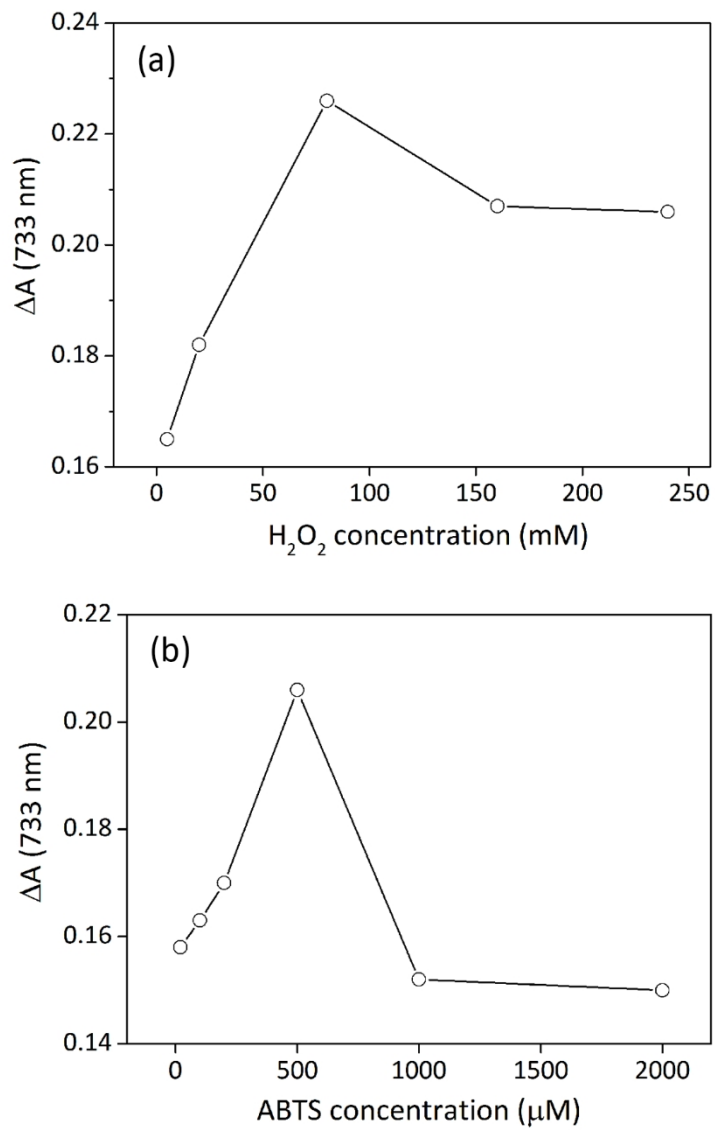 (a)
0.24
0.22
0.20
0.18
0.16
ΔA (733 nm)
0 50 100 150 200 250
H₂O₂ concentration (mM)
(b)
0.22
0.20
0.18
0.16
0.14
ΔA (733 nm)
0 500 1000 1500 2000
ABTS concentration (μM)